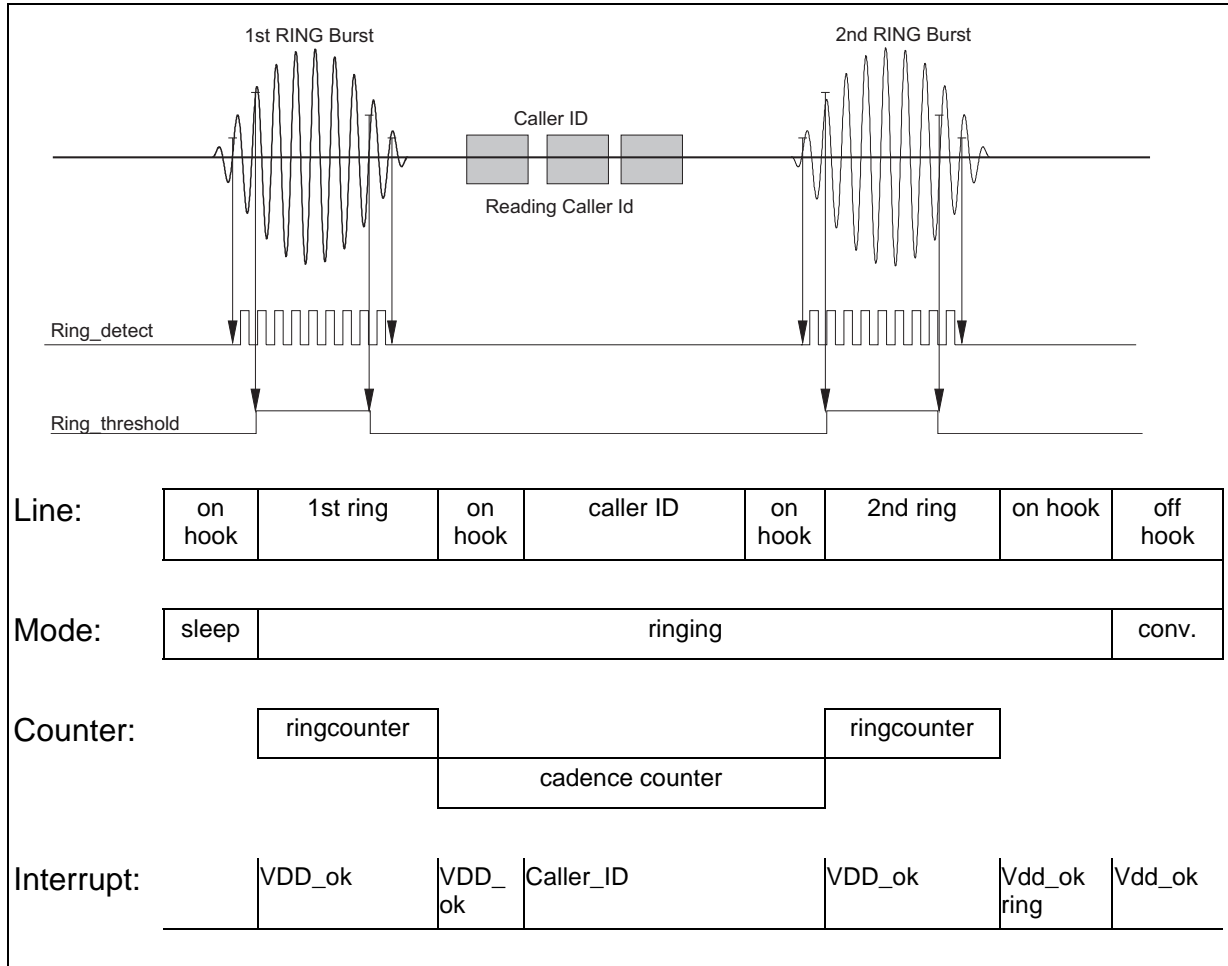 1st RING Burst
2nd RING Burst
Caller ID
Reading Caller Id
Ring_detect
Ring_threshold
Line:
on
hook
1st ring
on
hook
caller ID
on
hook
2nd ring
on hook
off
hook
Mode:
sleep
ringing
conv.
Counter:
ringcounter
ringcounter
cadence counter
Interrupt:
VDD_ok
VDD_
ok
Caller_ID
VDD_ok
Vdd_ok
ring
Vdd_ok